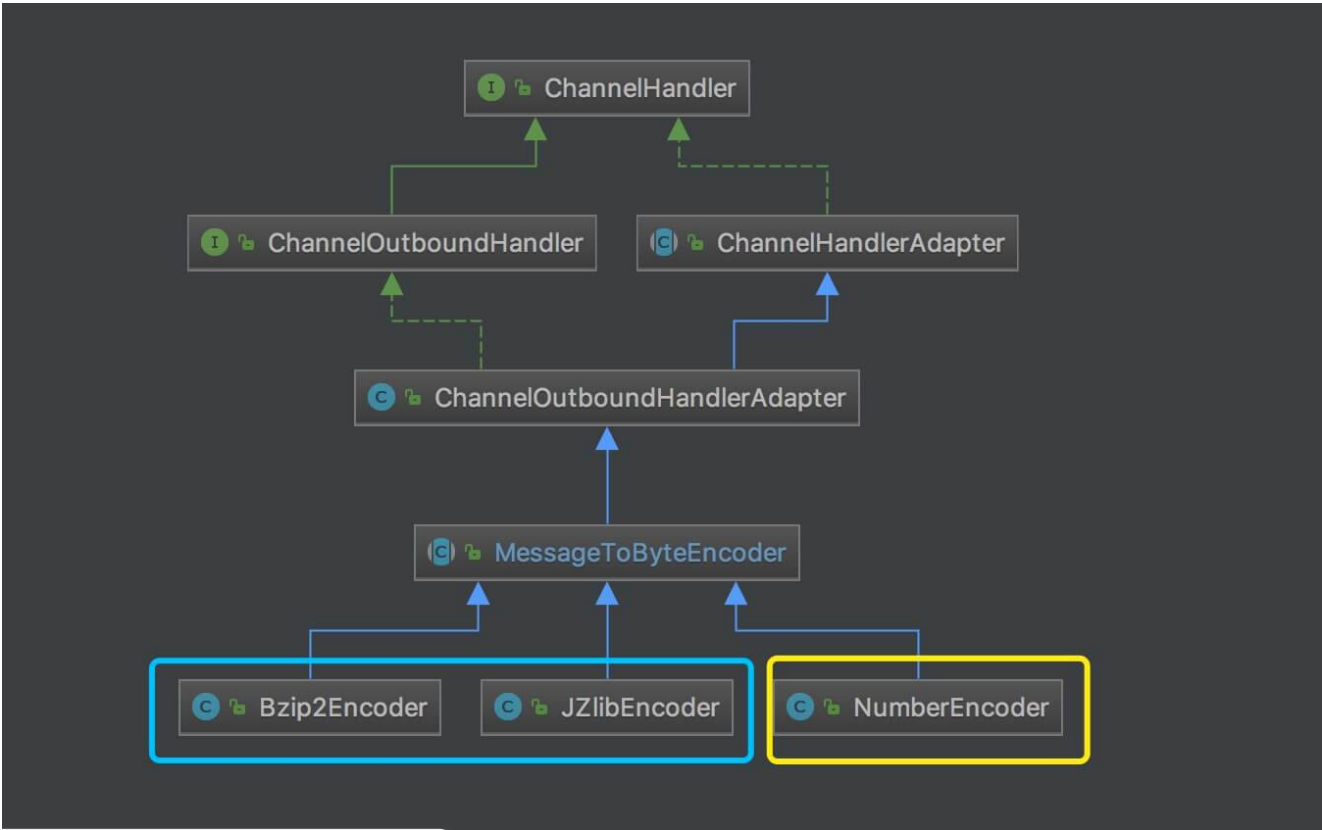 I ChannelHandler
I ChannelOutboundHandler
C ChannelHandlerAdapter
C ChannelOutboundHandlerAdapter
C MessageToByteEncoder
C Bzip2Encoder
C JZlibEncoder
C NumberEncoder